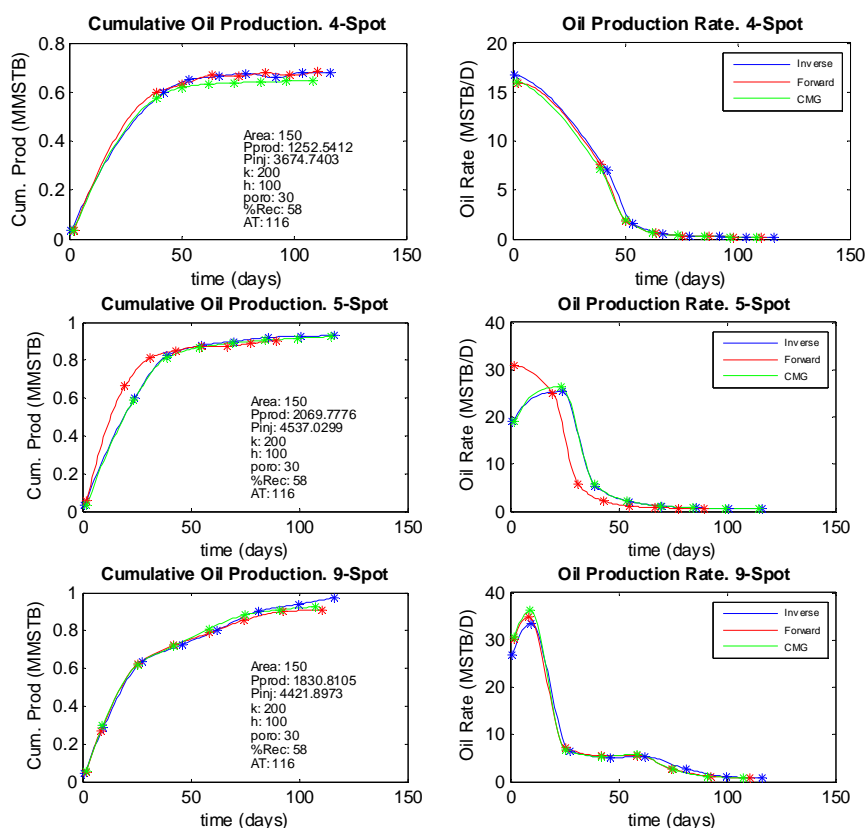 Cumulative Oil Production. 4-Spot
Cum. Prod (MMSTB)
0.8
0.6
0.4
0.2
0
Area: 150
Pprod: 1252.5412
Pinj: 3674.7403
k: 200
h: 100
poro: 30
%Rec: 58
AT: 116
0
50
100
150
time (days)
Oil Production Rate. 4-Spot
Oil Rate (MSTB/D)
20
15
10
5
0
Inverse
Forward
CMG
0
50
100
150
time (days)
Cumulative Oil Production. 5-Spot
Cum. Prod (MMSTB)
1
0.8
0.6
0.4
0.2
0
Area: 150
Pprod: 2069.7776
Pinj: 4537.0299
k: 200
h: 100
poro: 30
%Rec: 58
AT: 116
0
50
100
150
time (days)
Oil Production Rate. 5-Spot
Oil Rate (MSTB/D)
40
30
20
10
0
Inverse
Forward
CMG
0
50
100
150
time (days)
Cumulative Oil Production. 9-Spot
Cum. Prod (MMSTB)
1
0.8
0.6
0.4
0.2
0
Area: 150
Pprod: 1830.8105
Pinj: 4421.8973
k: 200
h: 100
poro: 30
%Rec: 58
AT: 116
0
50
100
150
time (days)
Oil Production Rate. 9-Spot
Oil Rate (MSTB/D)
40
30
20
10
0
Inverse
Forward
CMG
0
50
100
150
time (days)